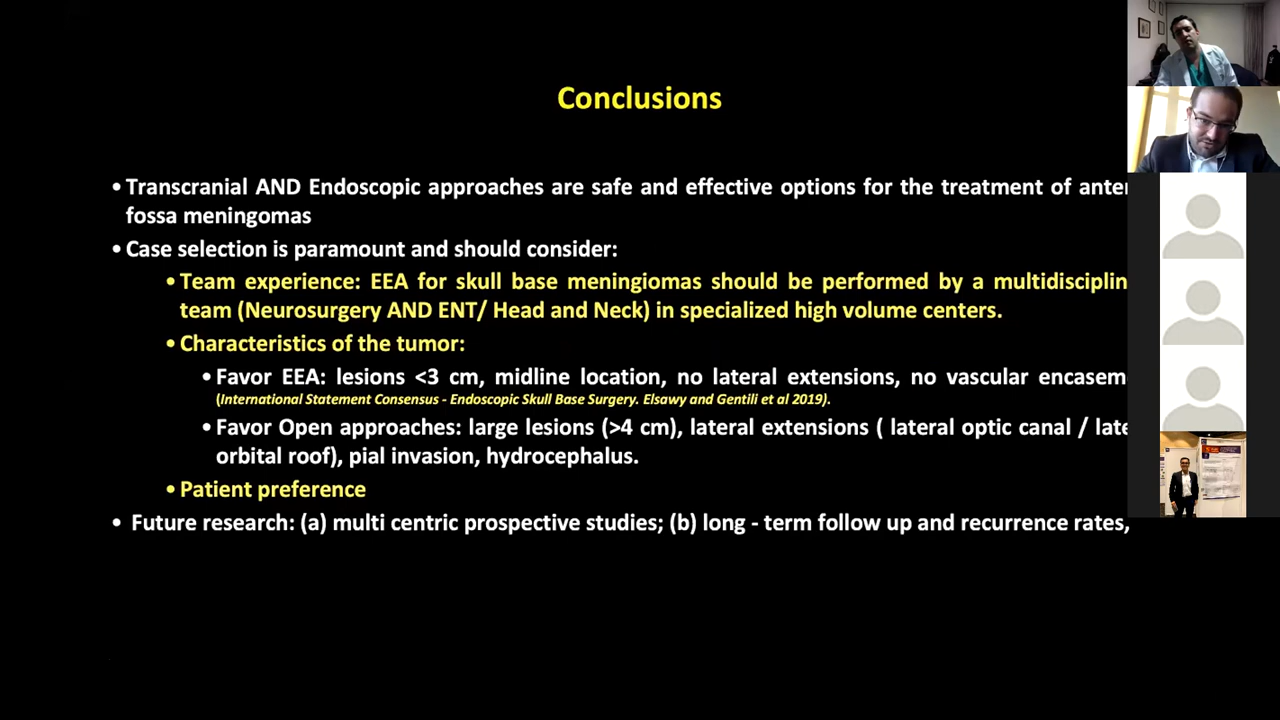 Conclusions
• Transcranial AND Endoscopic approaches are safe and effective options for the treatment of anter
fossa meningomas
• Case selection is paramount and should consider:
• Team experience: EEA for skull base meningiomas should be performed by a multidisciplin
team (Neurosurgery AND ENT/ Head and Neck) in specialized high volume centers.
• Characteristics of the tumor:
• Favor EEA: lesions <3 cm, midline location, no lateral extensions, no vascular encasem
(International Statement Consensus - Endoscopic Skull Base Surgery. Elsawy and Gentili et al 2019).
• Favor Open approaches: large lesions (>4 cm), lateral extensions ( lateral optic canal / late
orbital roof), pial invasion, hydrocephalus.
• Patient preference
• Future research: (a) multi centric prospective studies; (b) long - term follow up and recurrence rates,